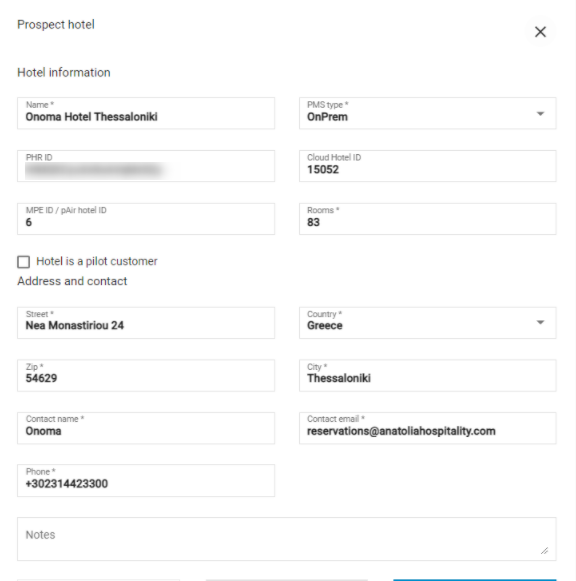 Prospect hotel
Hotel information
Name *
Onoma Hotel Thessaloniki
PMS type *
OnPrem
PHR ID
Cloud Hotel ID
15052
MPE ID / pAir hotel ID
6
Rooms *
83
Hotel is a pilot customer
Address and contact
Street *
Nea Monastiriou 24
Country *
Greece
Zip *
54629
City *
Thessaloniki
Contact name *
Onoma
Contact email *
reservations@anatoliahospitality.com
Phone *
+302314423300
Notes